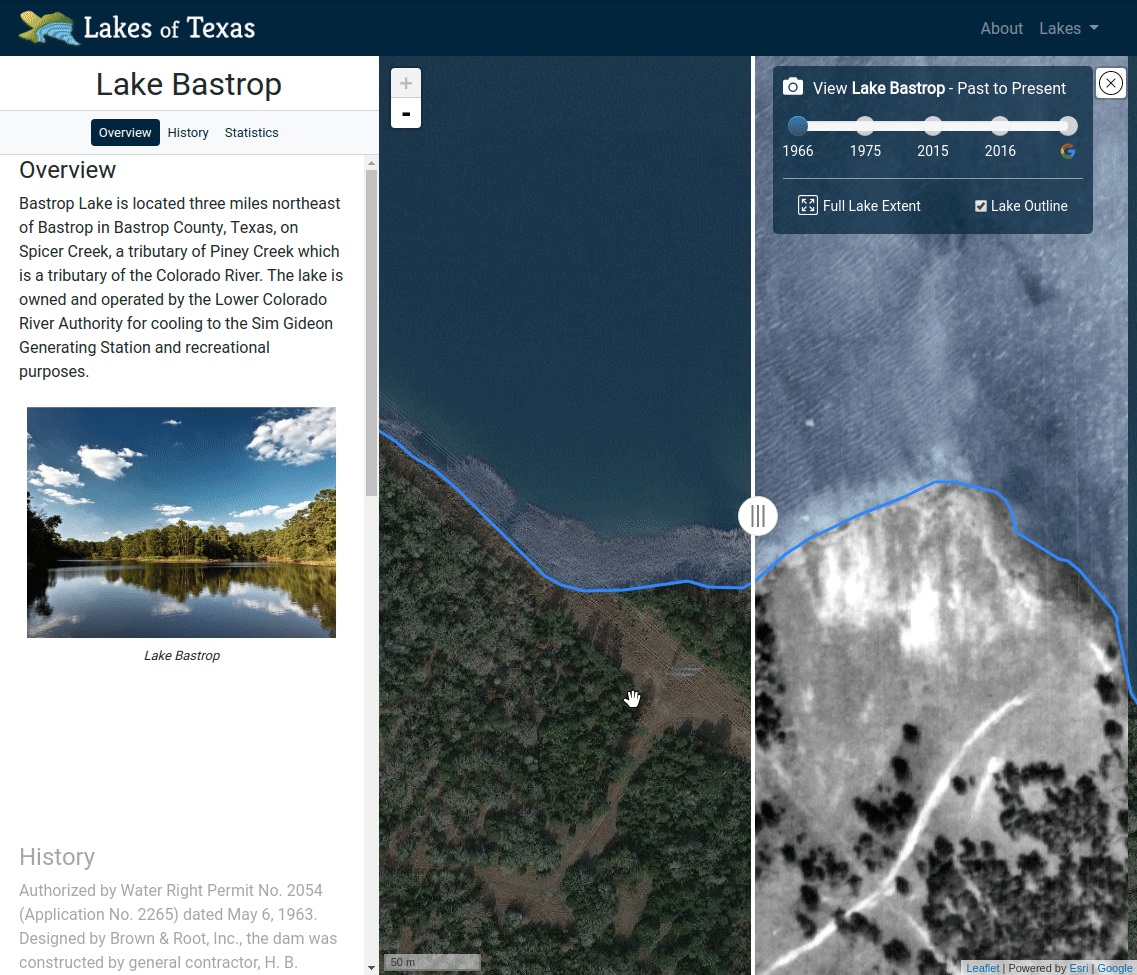 Lakes of Texas
About Lakes
Lake Bastrop
Overview History Statistics
Overview
Bastrop Lake is located three miles northeast
of Bastrop in Bastrop County, Texas, on
Spicer Creek, a tributary of Piney Creek which
is a tributary of the Colorado River. The lake is
owned and operated by the Lower Colorado
River Authority for cooling to the Sim Gideon
Generating Station and recreational
purposes.
Lake Bastrop
History
Authorized by Water Right Permit No. 2054
(Application No. 2265) dated May 6, 1963.
Designed by Brown & Root, Inc., the dam was
constructed by general contractor, H. B.
+
-
View Lake Bastrop - Past to Present
1966 1975 2015 2016 G
Full Lake Extent Lake Outline
50 m
Leaflet | Powered by Esri | Google